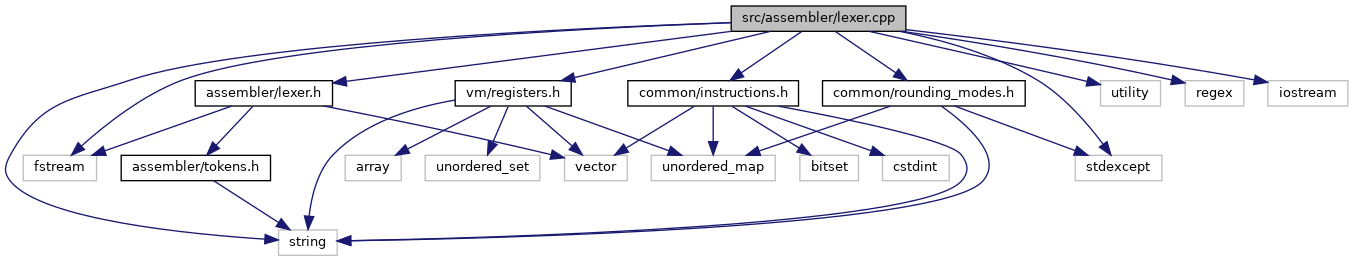 src/assembler/lexer.cpp
assembler/lexer.h
vm/registers.h
common/instructions.h
common/rounding_modes.h
utility
regex
iostream
fstream
assembler/tokens.h
array
unordered_set
vector
unordered_map
bitset
cstdint
stdexcept
string